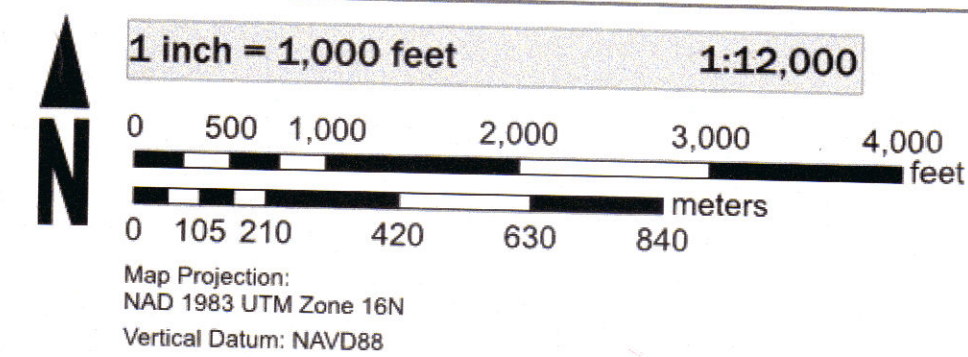 1 inch = 1,000 feet 1:12,000
0 500 1,000 2,000 3,000 4,000
feet
N
meters
0 105 210 420 630 840
Map Projection:
NAD 1983 UTM Zone 16N
Vertical Datum: NAVD88